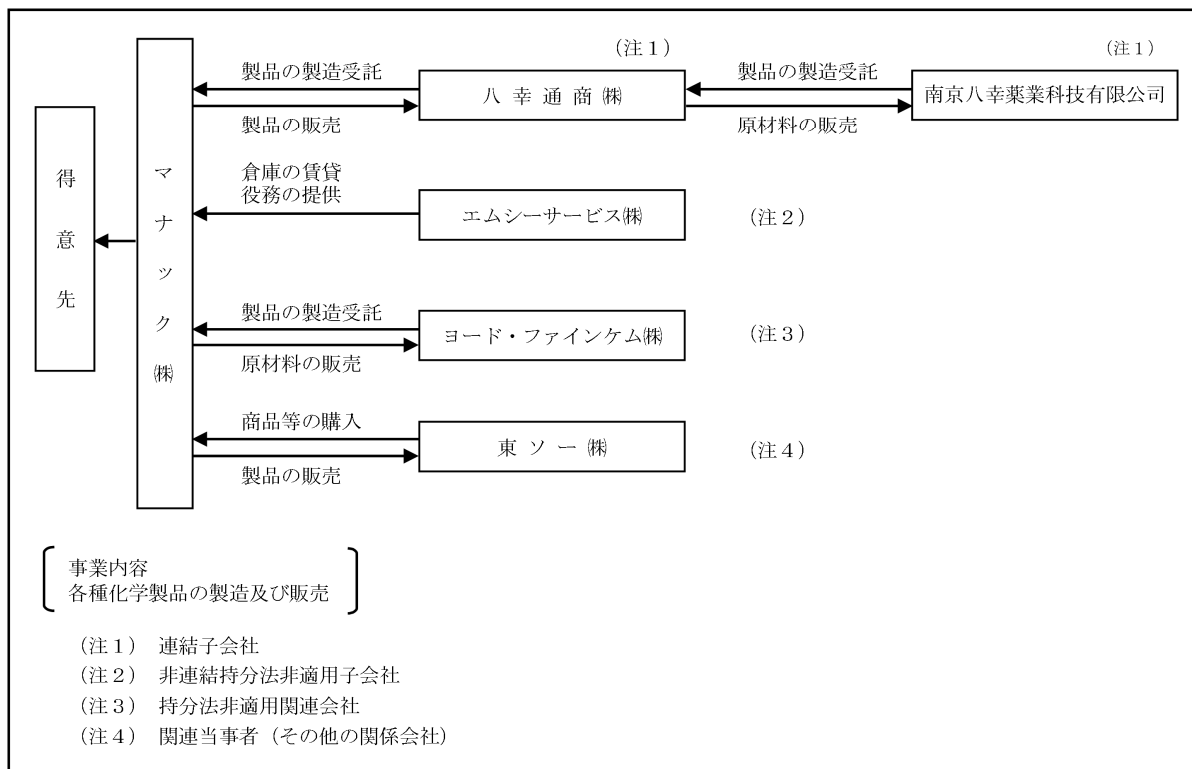 （注１）
（注１）
製品の製造受託
製品の製造受託
八 幸 通 商 ㈱
南京八幸薬業科技有限公司
製品の販売
原材料の販売
得意先
マナック㈱
倉庫の賃貸
役務の提供
エムシーサービス㈱
（注２）
製品の製造受託
ヨード・ファインケム㈱
（注３）
原材料の販売
商品等の購入
東 ソ ー ㈱
（注４）
製品の販売
事業内容
各種化学製品の製造及び販売
（注１） 連結子会社
（注２） 非連結持分法非適用子会社
（注３） 持分法非適用関連会社
（注４） 関連当事者（その他の関係会社）